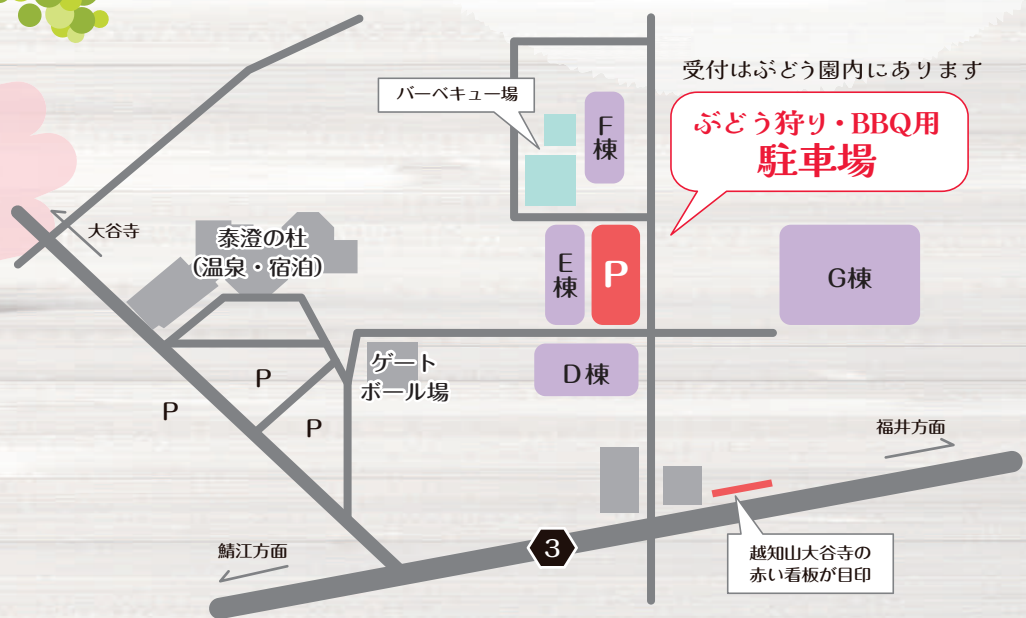 受付はぶどう園内にあります
バーベキュー場
ぶどう狩り・BBQ用
駐車場
F
棟
大谷寺
泰澄の杜
(温泉・宿泊)
E
棟
P
G棟
ゲート
ボール場
D棟
P
P
P
福井方面
3
鯖江方面
越知山大谷寺の
赤い看板が目印